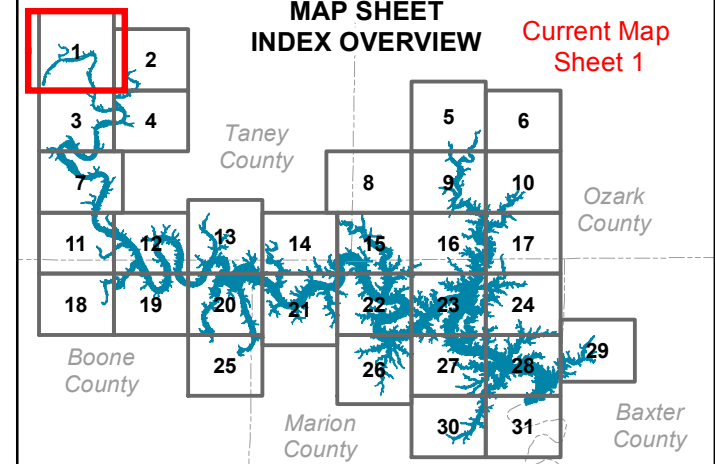 MAP SHEET
INDEX OVERVIEW
Current Map
Sheet 1
1
2
3
4
5
6
Taney
County
7
8
9
10
Ozark
County
11
12
13
14
15
16
17
18
19
20
21
22
23
24
Boone
County
25
26
27
28
29
Marion
County
30
31
Baxter
County